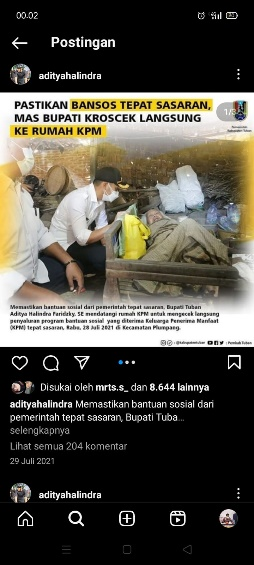 00.02
Postingan
adityahalindra
PASTIKAN BANSOS TEPAT SASARAN,
MAS BUPATI KROSCEK LANGSUNG
KE RUMAH KPM
1/3
Memastikan bantuan sosial dari pemerintah tepat sasaran, Bupati Tuban
Aditya Halindra Faridzky, SE mendatangi rumah KPM untuk mengecek langsung
penyaluran program bantuan sosial yang diterima Keluarga Penerima Manfaat
(KPM) tepat sasaran, Rabu, 28 Juli 2021 di Kecamatan Plumpang.
Disukai oleh mrts.s_ dan 8.644 lainnya
adityahalindra Memastikan bantuan sosial dari
pemerintah tepat sasaran, Bupati Tuba...
selengkapnya
Lihat semua 204 komentar
29 Juli 2021
adityahalindra